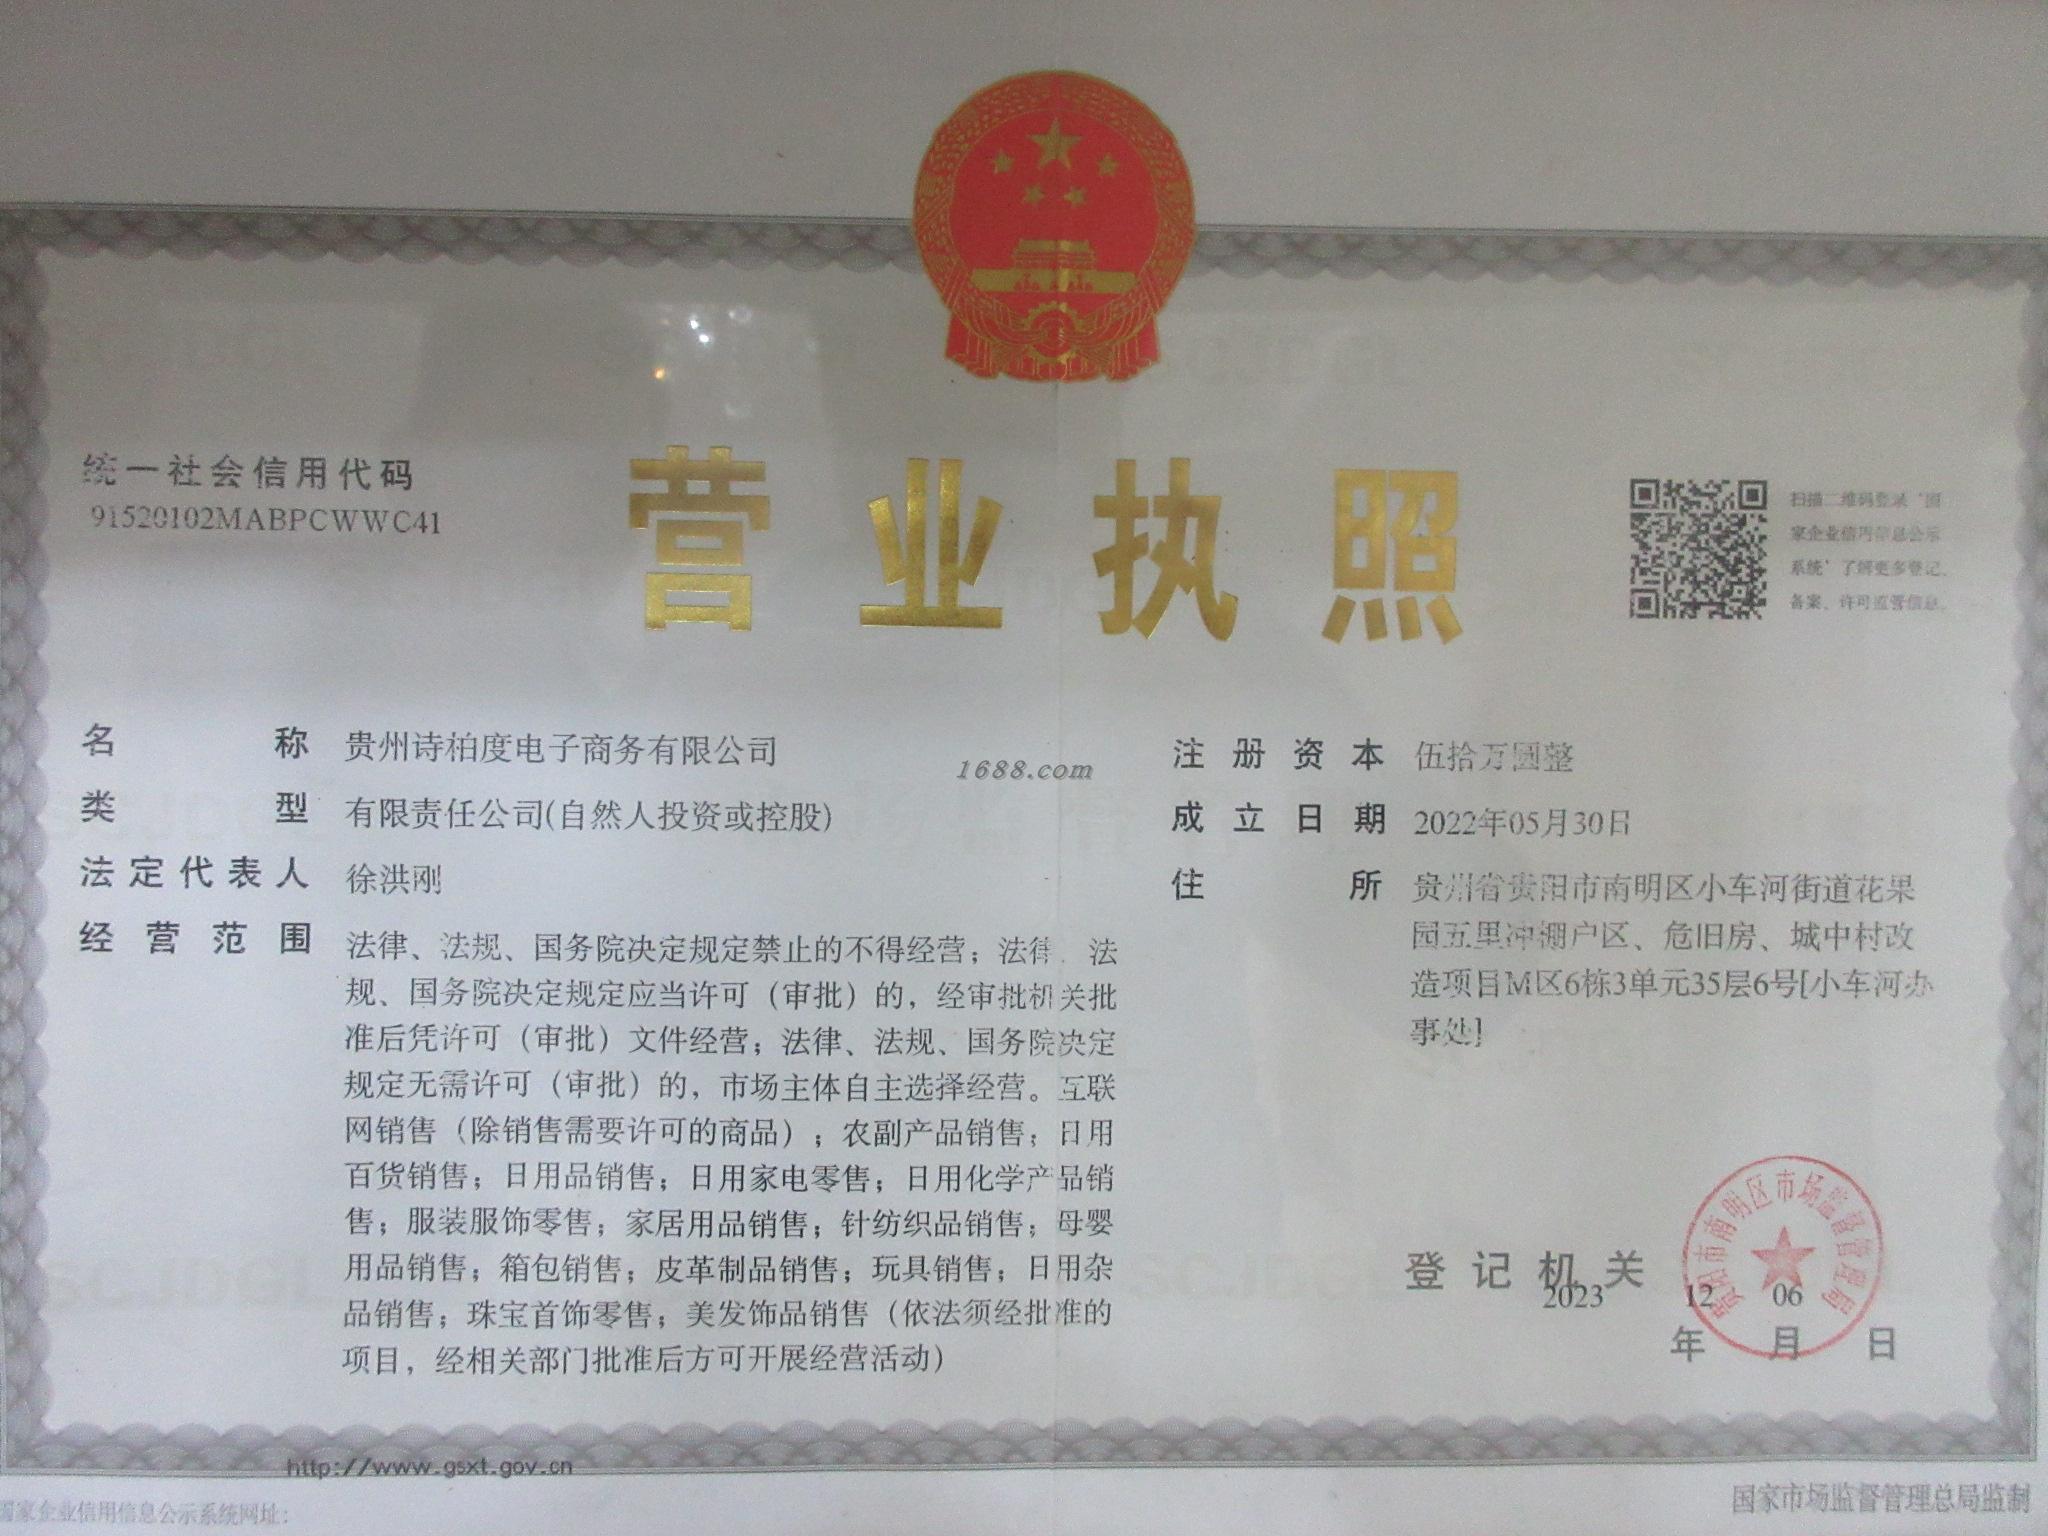 统一社会信用代码
91520102MABPCWWC41
营业执照
扫描二维码登录‘国
家企业信用信息公示
系统’了解更多登记、
备案、许可监管信息。
名称 贵州诗柏度电子商务有限公司
类型 有限责任公司(自然人投资或控股)
法定代表人 徐洪刚
经营范围 法律、法规、国务院决定规定禁止的不得经营；法律、法
规、国务院决定规定应当许可（审批）的，经审批机关批
准后凭许可（审批）文件经营；法律、法规、国务院决定
规定无需许可（审批）的，市场主体自主选择经营。互联
网销售（除销售需要许可的商品）；农副产品销售；日用
百货销售；日用品销售；日用家电零售；日用化学产品销
售；服装服饰零售；家居用品销售；针纺织品销售；母婴
用品销售；箱包销售；皮革制品销售；玩具销售；日用杂
品销售；珠宝首饰零售；美发饰品销售（依法须经批准的
项目，经相关部门批准后方可开展经营活动）
1688.com
注册资本 伍拾万圆整
成立日期 2022年05月30日
住所 贵州省贵阳市南明区小车河街道花果
园五里冲棚户区、危旧房、城中村改
造项目M区6栋3单元35层6号[小车河办
事处]
登记机关
贵阳市南明区市场监督管理局
2023 12 06
年 月 日
http://www.gsxt.gov.cn
国家企业信用信息公示系统网址：
国家市场监督管理总局监制